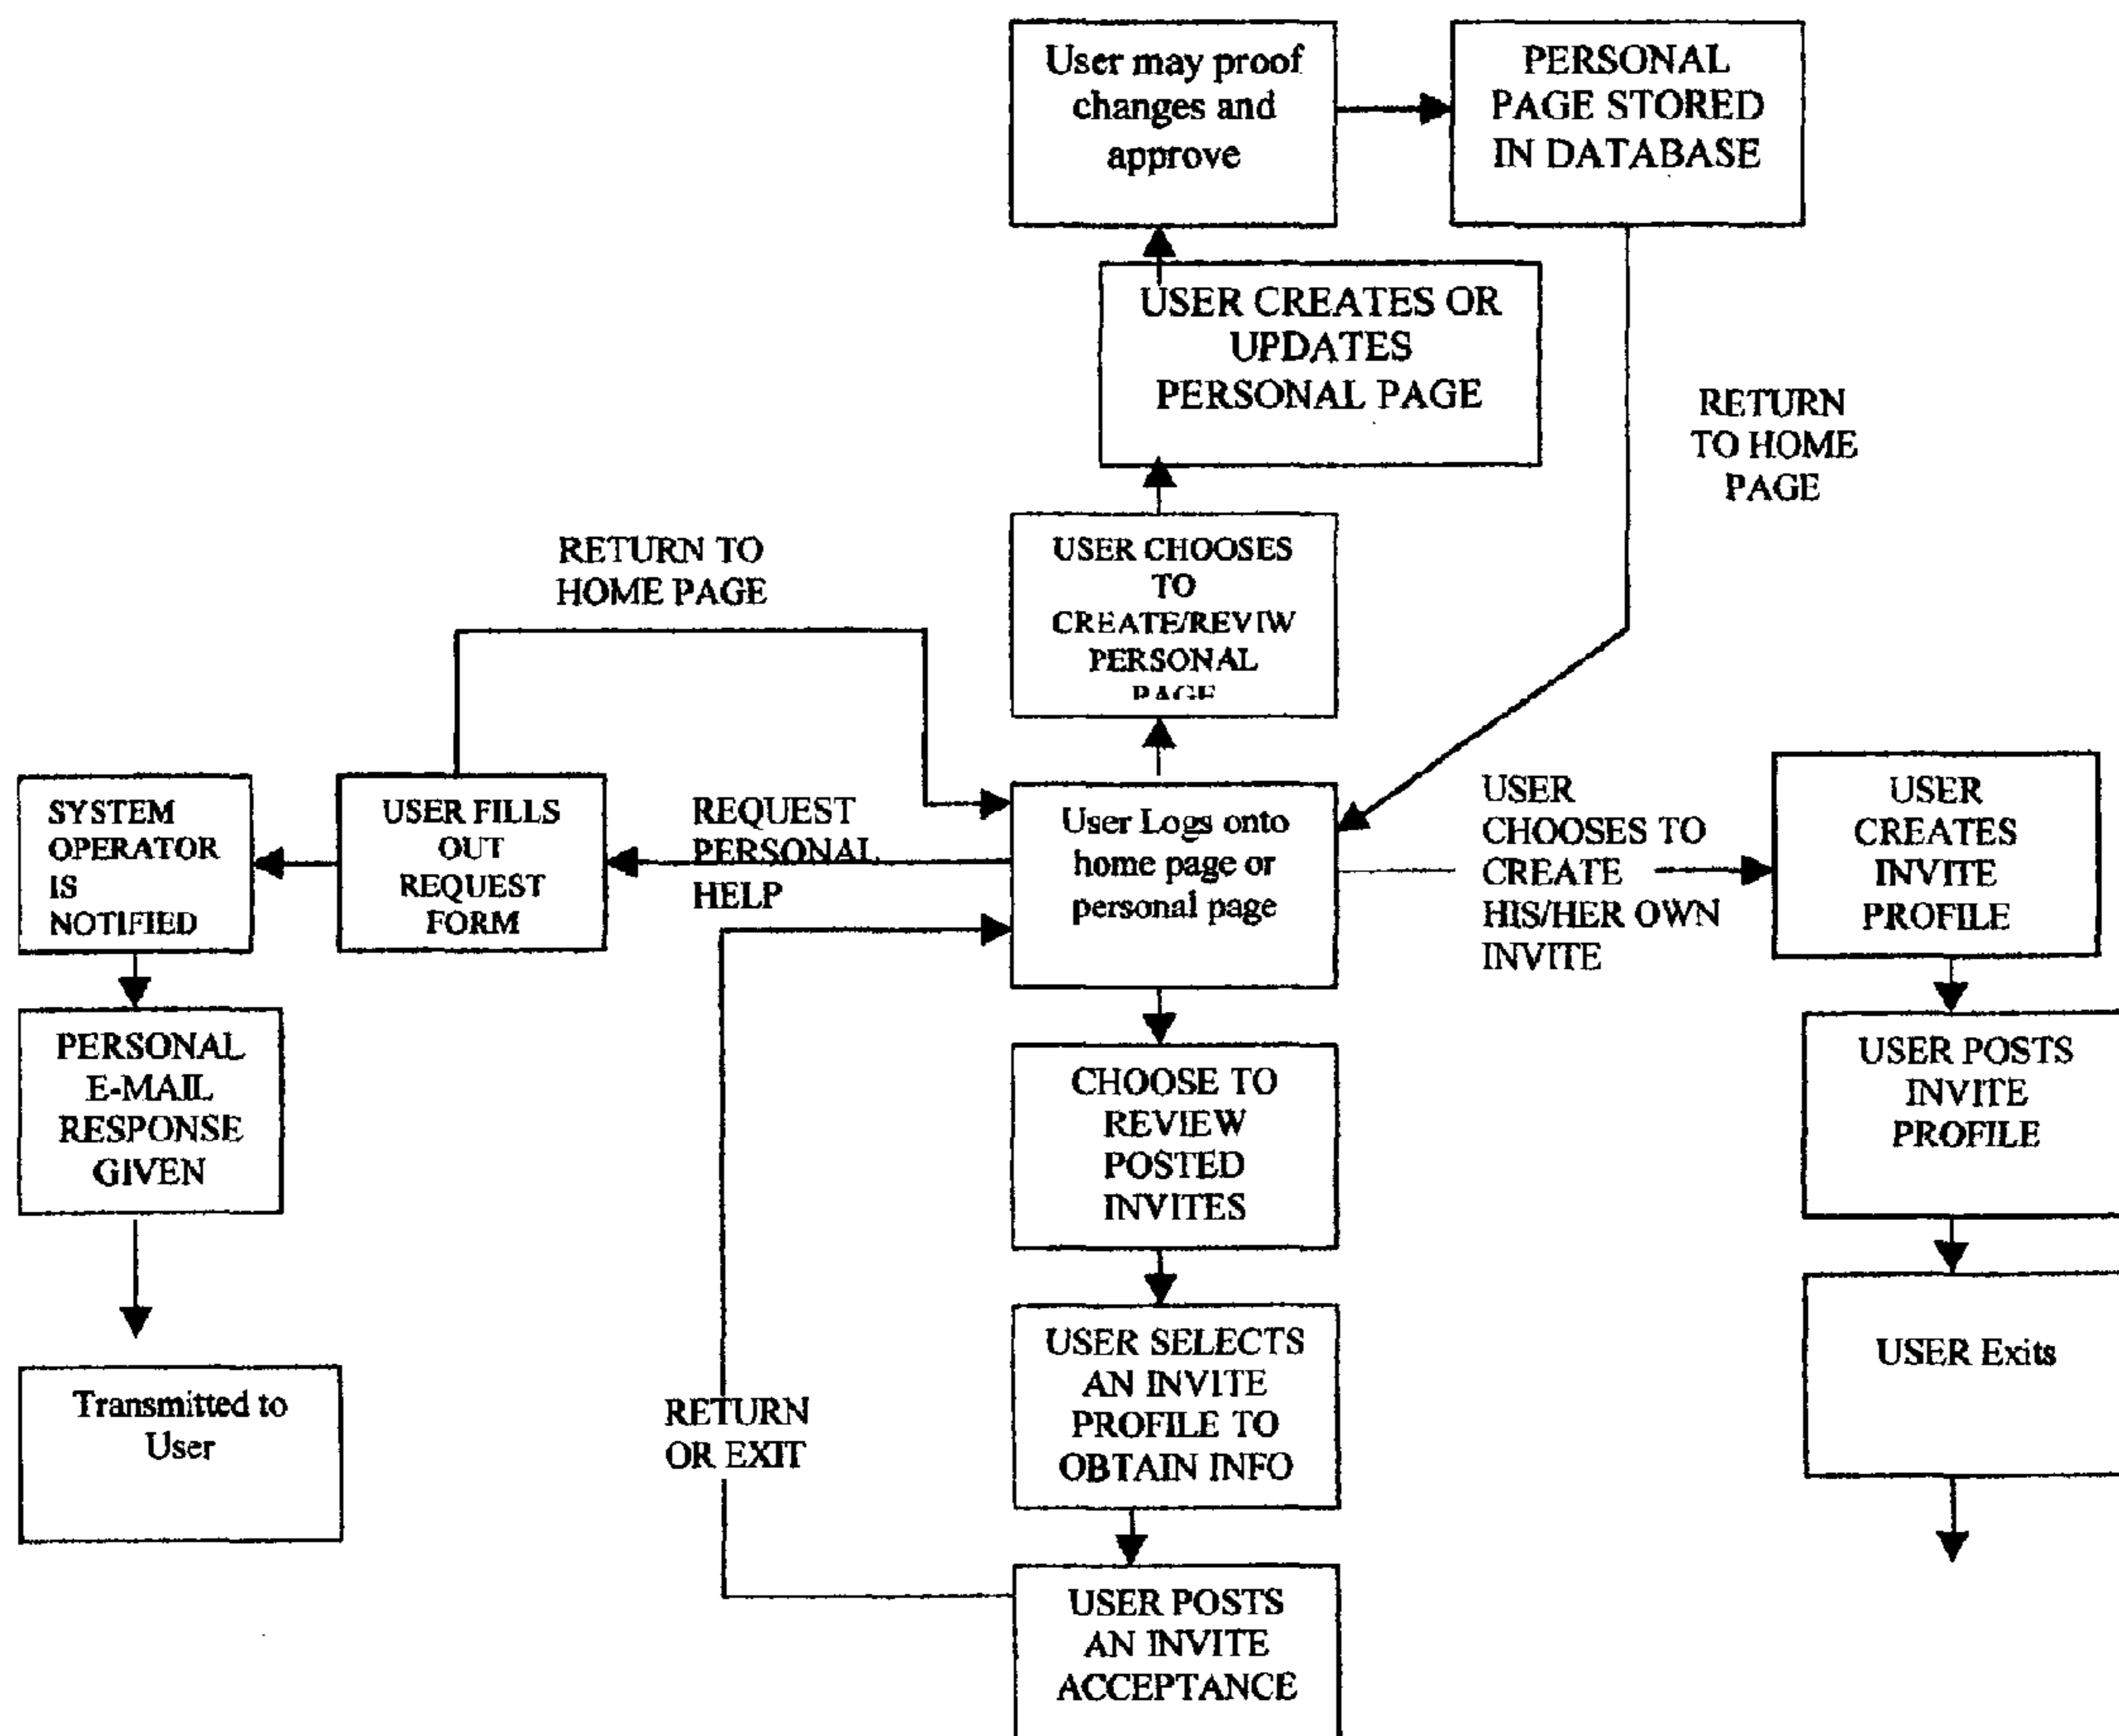 User may proof
changes and
approve
PERSONAL
PAGE STORED
IN DATABASE
USER CREATES OR
UPDATES
PERSONAL PAGE
RETURN
TO HOME
PAGE
RETURN TO
HOME PAGE
USER CHOOSES
TO
CREATE/REVIW
PERSONAL
PAGE
SYSTEM
OPERATOR
IS
NOTIFIED
USER FILLS
OUT
REQUEST
FORM
REQUEST
PERSONAL
HELP
User Logs onto
home page or
personal page
USER
CHOOSES TO
CREATE
HIS/HER OWN
INVITE
USER
CREATES
INVITE
PROFILE
PERSONAL
E-MAIL
RESPONSE
GIVEN
CHOOSE TO
REVIEW
POSTED
INVITES
USER POSTS
INVITE
PROFILE
Transmitted to
User
RETURN
OR EXIT
USER SELECTS
AN INVITE
PROFILE TO
OBTAIN INFO
USER Exits
USER POSTS
AN INVITE
ACCEPTANCE